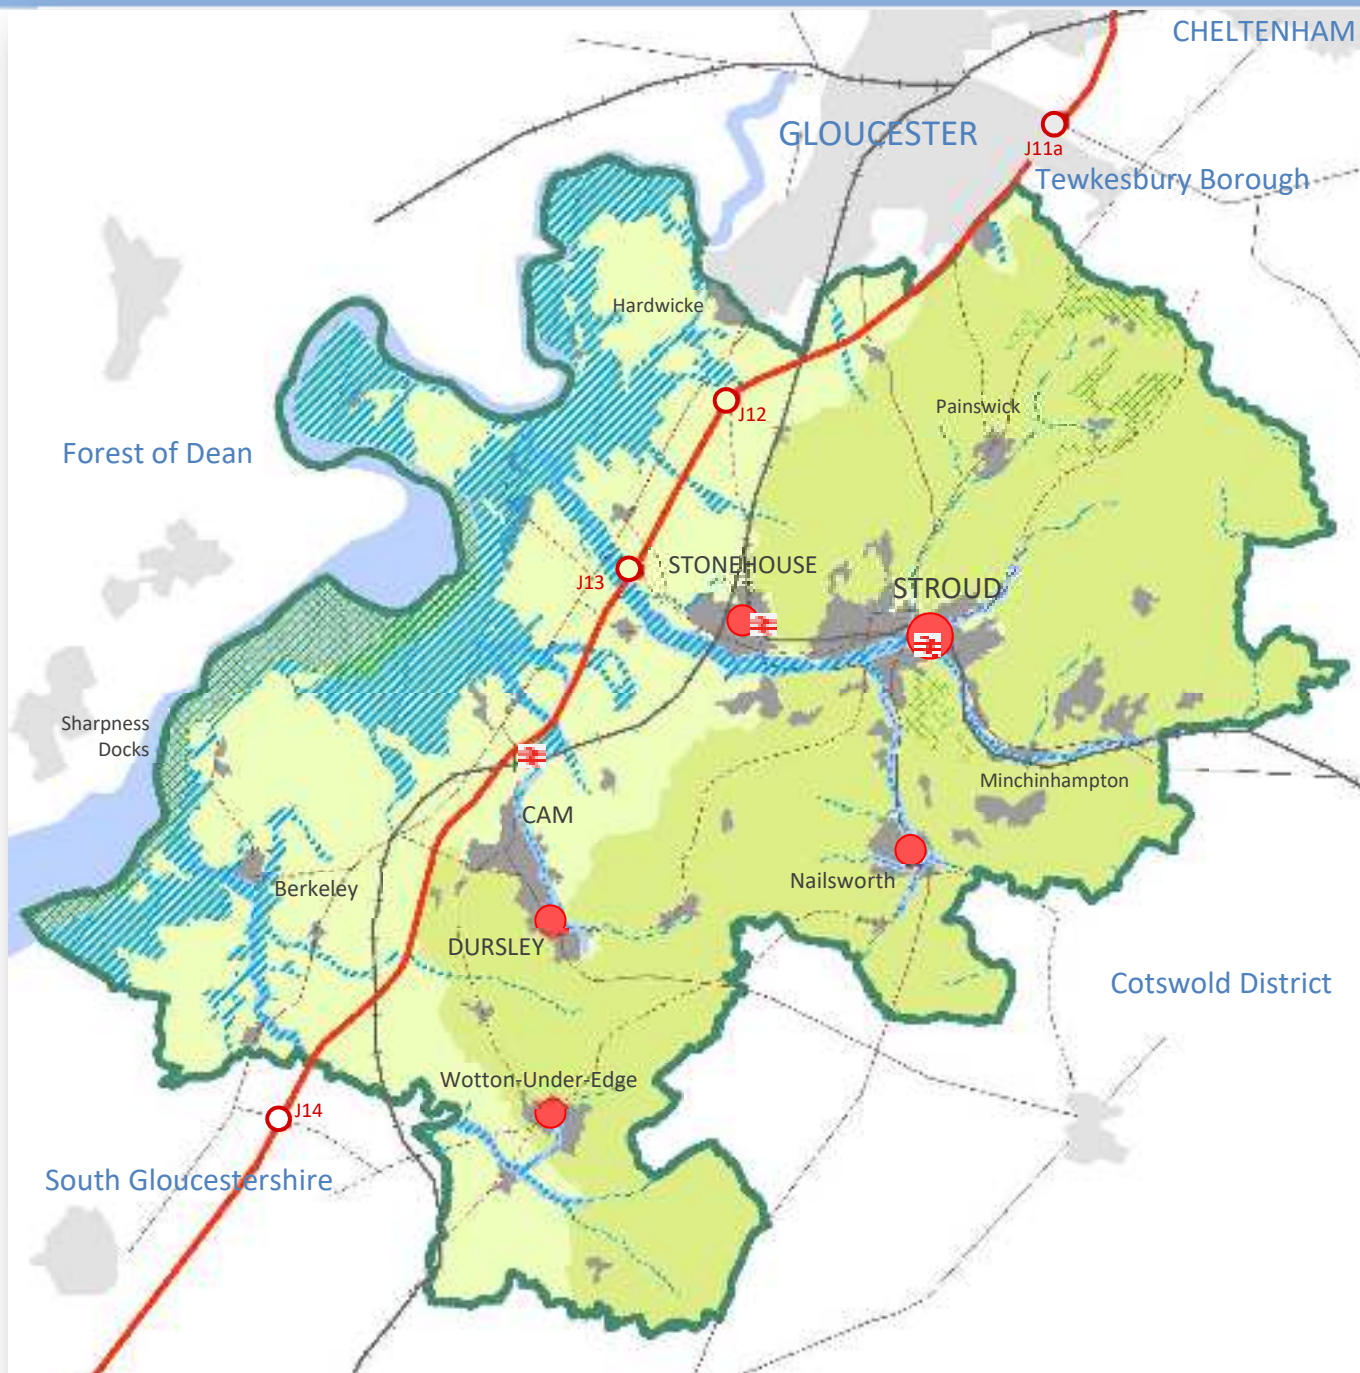 CHELTENHAM
GLOUCESTER
J11a
Tewkesbury Borough
Hardwicke
J12
Painswick
Forest of Dean
STONEHOUSE
J13
STROUD
Sharpness
Docks
Minchinhampton
CAM
Nailsworth
Berkeley
DURSLEY
Cotswold District
Wotton-Under-Edge
J14
South Gloucestershire